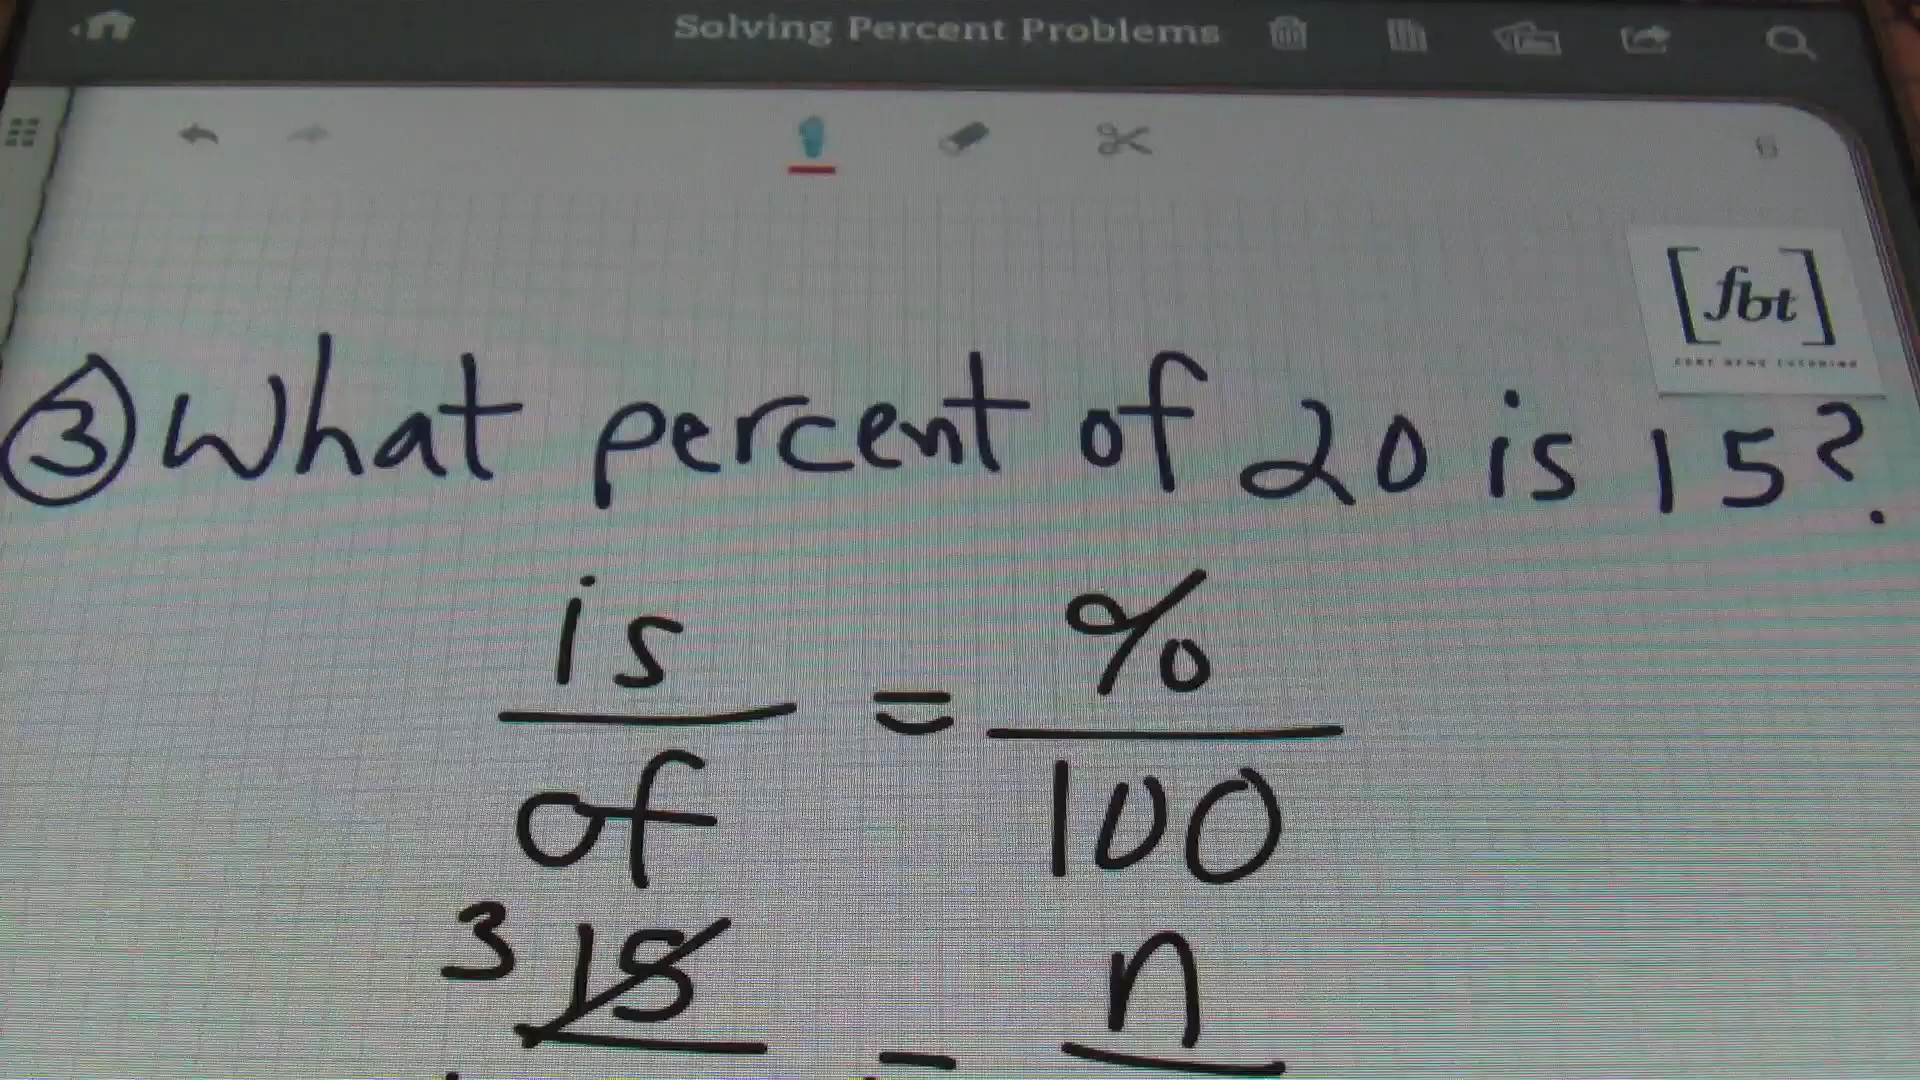 Solving Percent Problems
[fbt]
③ What percent of 20 is 15?
is = %
of 100
3 15 = n